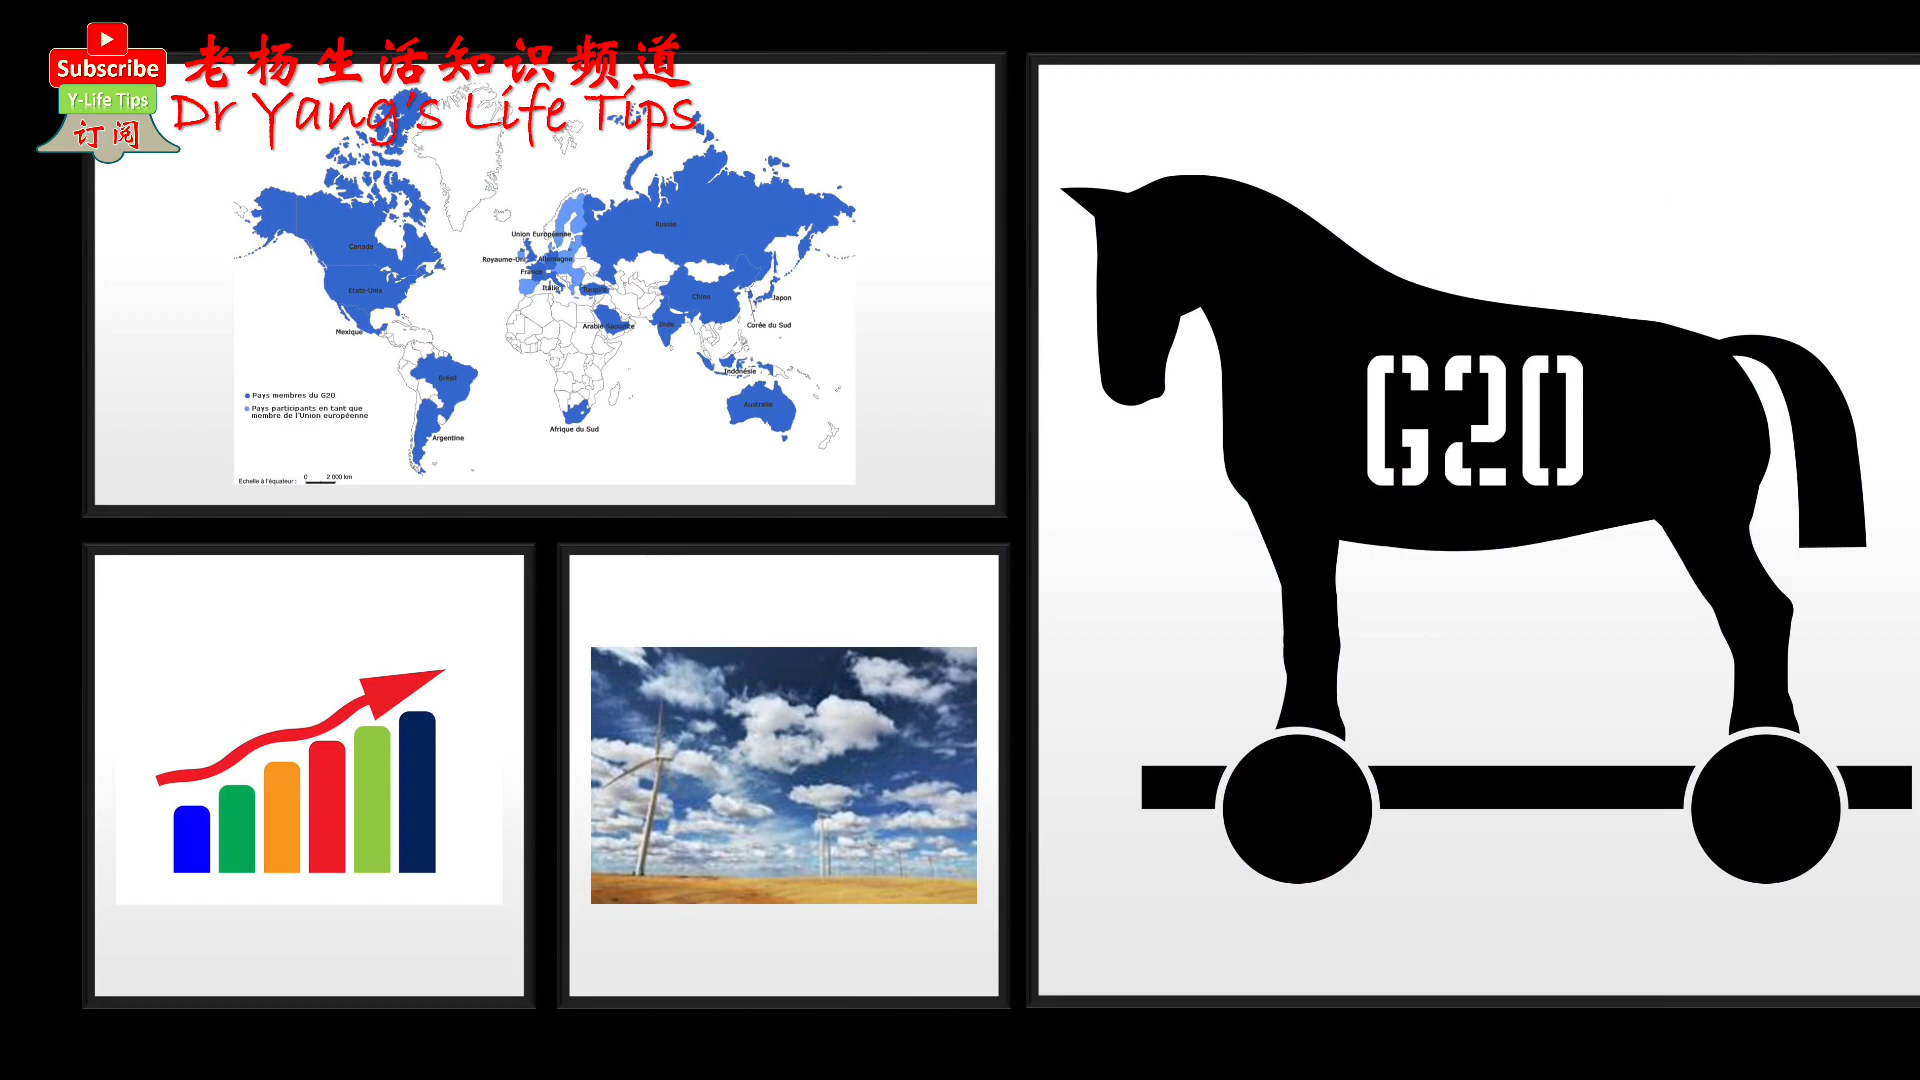 Subscribe
Y-Life Tips
订阅
老杨生活知识频道
Dr Yang's Life Tips
Canada
Etats-Unis
Mexique
Brésil
Argentine
Union Européenne
Royaume-Uni
Allemagne
France
Italie
Turquie
Russie
Arabie Saoudite
Inde
Chine
Japon
Corée du Sud
Indonésie
Australie
Afrique du Sud
Pays membres du G20
Pays participants en tant que
membre de l'Union européenne
Echelle à l'équateur :
0 2 000 km
G20